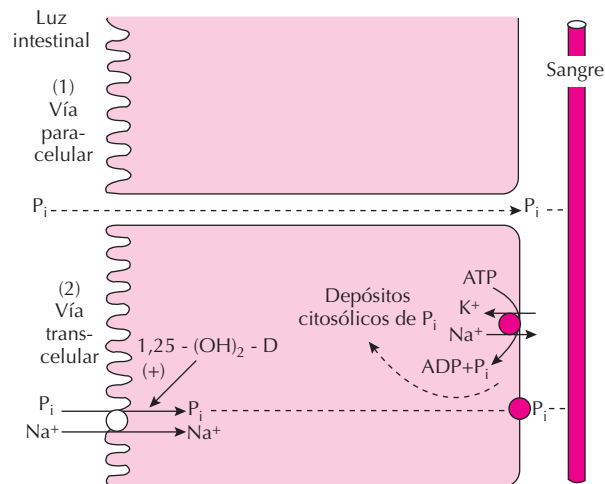 Luz
intestinal
(1)
Vía
para-
celular
Sangre
Pi
Pi
(2)
Vía
trans-
celular
1,25 - (OH)2 - D
(+)
Depósitos
citosólicos de Pi
ATP
K+
Na+
ADP+Pi
Pi
Pi
Pi
Na+
Na+